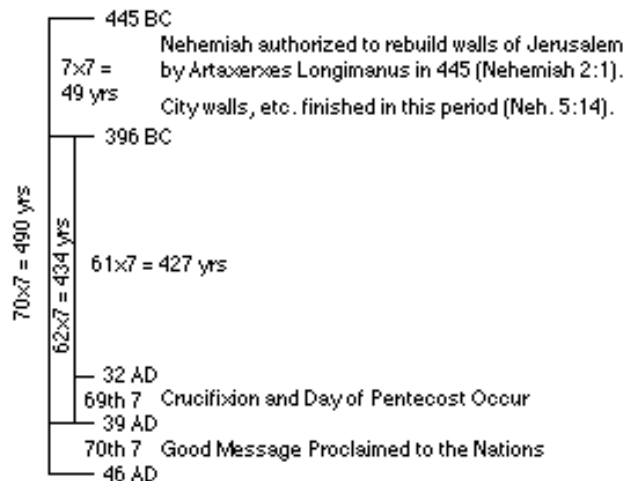 445 BC
Nehemiah authorized to rebuild walls of Jerusalem
7x7 =
by Artaxerxes Longimanus in 445 (Nehemiah 2:1).
49 yrs
City walls, etc. finished in this period (Neh. 5:14).
396 BC
70x7 = 490 yrs
62x7 = 434 yrs
61x7 = 427 yrs
32 AD
69th 7 Crucifixion and Day of Pentecost Occur
39 AD
70th 7 Good Message Proclaimed to the Nations
46 AD